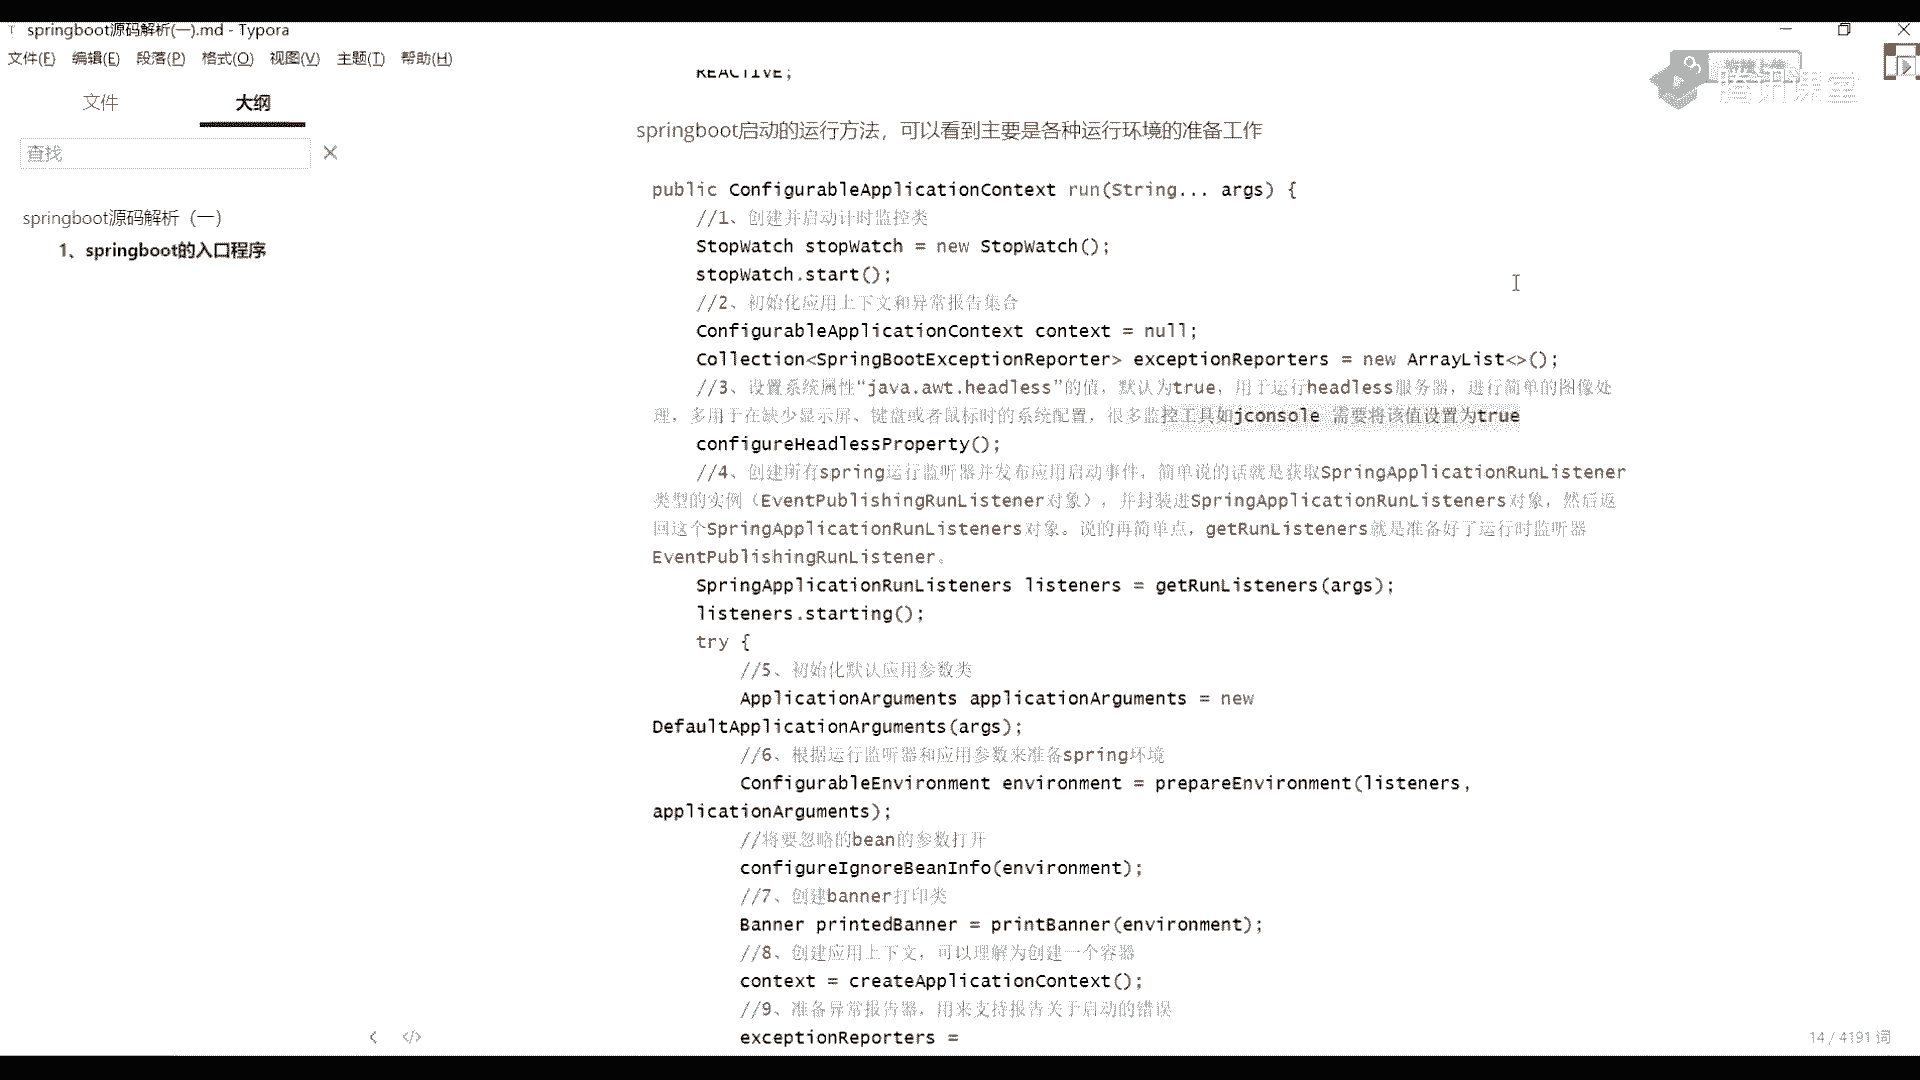 springboot源码解析(一).md - Typora
文件(F) 编辑(E) 段落(P) 格式(O) 视图(V) 主题(T) 帮助(H)
文件 大纲
查找
springboot源码解析（一）
1、springboot的入口程序
REACTIVE;
springboot启动的运行方法，可以看到主要是各种运行环境的准备工作
public ConfigurableApplicationContext run(String... args) {
//1、创建并启动计时监控类
StopWatch stopWatch = new StopWatch();
stopWatch.start();
//2、初始化应用上下文和异常报告集合
ConfigurableApplicationContext context = null;
Collection<SpringBootExceptionReporter> exceptionReporters = new ArrayList<>();
//3、设置系统属性“java.awt.headless”的值，默认为true，用于运行headless服务器，进行简单的图像处
理，多用于在缺少显示屏、键盘或者鼠标时的系统配置，很多监控工具如jconsole 需要将该值设置为true
configureHeadlessProperty();
//4、创建所有spring运行监听器并发布应用启动事件，简单说的话就是获取SpringApplicationRunListener
类型的实例（EventPublishingRunListener对象），并封装进SpringApplicationRunListeners对象，然后返
回这个SpringApplicationRunListeners对象。说的再简单点，getRunListeners就是准备好了运行时监听器
EventPublishingRunListener。
SpringApplicationRunListeners listeners = getRunListeners(args);
listeners.starting();
try {
//5、初始化默认应用参数类
ApplicationArguments applicationArguments = new
DefaultApplicationArguments(args);
//6、根据运行监听器和应用参数来准备spring环境
ConfigurableEnvironment environment = prepareEnvironment(listeners,
applicationArguments);
//将要忽略的bean的参数打开
configureIgnoreBeanInfo(environment);
//7、创建banner打印类
Banner printedBanner = printBanner(environment);
//8、创建应用上下文，可以理解为创建一个容器
context = createApplicationContext();
//9、准备异常报告器，用来支持报告关于启动的错误
exceptionReporters =
14 / 4191 词
腾讯课堂